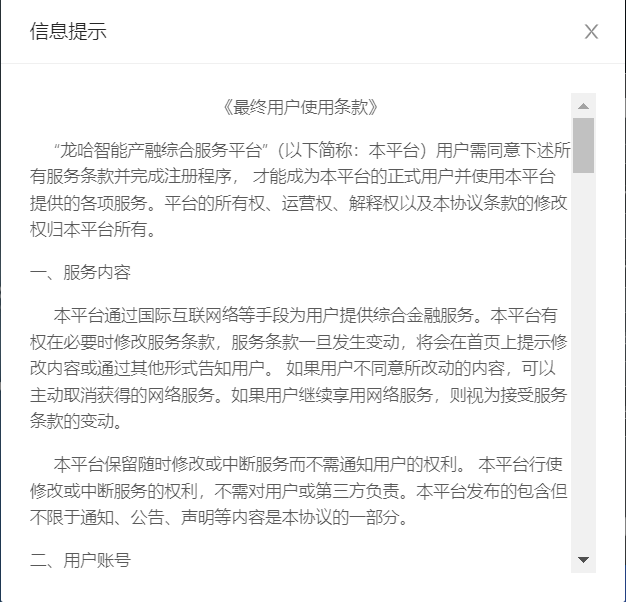 信息提示
《最终用户使用条款》
“龙哈智能产融综合服务平台”（以下简称：本平台）用户需同意下述所
有服务条款并完成注册程序， 才能成为本平台的正式用户并使用本平台
提供的各项服务。平台的所有权、运营权、解释权以及本协议条款的修改
权归本平台所有。
一、服务内容
本平台通过国际互联网络等手段为用户提供综合金融服务。本平台有
权在必要时修改服务条款，服务条款一旦发生变动，将会在首页上提示修
改内容或通过其他形式告知用户。 如果用户不同意所改动的内容，可以
主动取消获得的网络服务。如果用户继续享用网络服务，则视为接受服务
条款的变动。
本平台保留随时修改或中断服务而不需通知用户的权利。 本平台行使
修改或中断服务的权利，不需对用户或第三方负责。本平台发布的包含但
不限于通知、公告、声明等内容是本协议的一部分。
二、用户账号